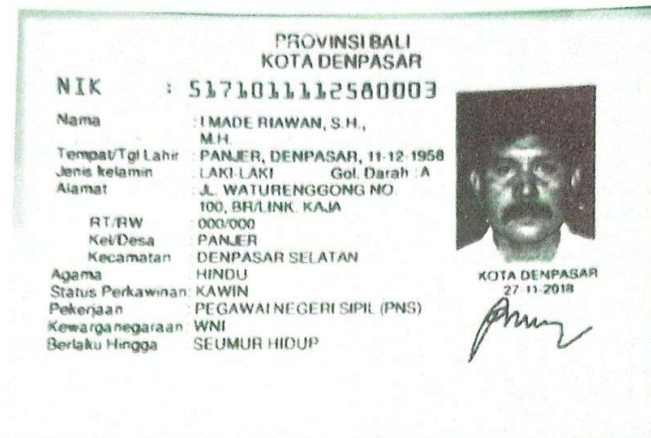 PROVINSI BALI
KOTA DENPASAR
NIK : 5171011112580003
Nama : I MADE RIAWAN, S.H.,
M.H.
Tempat/Tgl Lahir : PANJER, DENPASAR, 11-12-1958
Jenis kelamin : LAKI-LAKI Gol. Darah : A
Alamat : JL. WATURENGGONG NO.
100, BR/LINK. KAJA
RT/RW : 000/000
Kel/Desa : PANJER
Kecamatan : DENPASAR SELATAN
Agama : HINDU
Status Perkawinan: KAWIN
Pekerjaan : PEGAWAI NEGERI SIPIL (PNS)
Kewarganegaraan: WNI
Berlaku Hingga : SEUMUR HIDUP
KOTA DENPASAR
27-11-2018